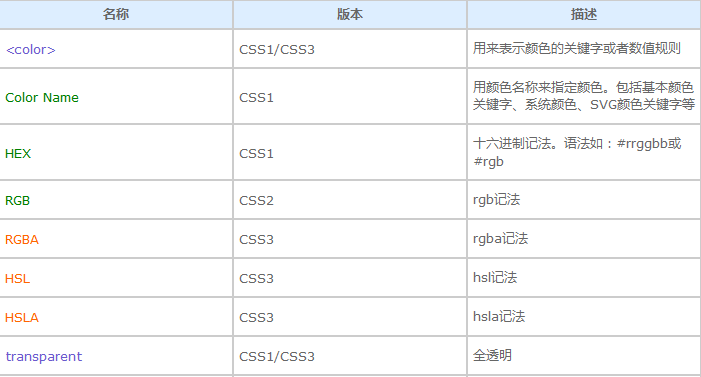 名称 版本 描述
<color> CSS1/CSS3 用来表示颜色的关键字或者数值规则
Color Name CSS1 用颜色名称来指定颜色。包括基本颜色
关键字、系统颜色、SVG颜色关键字等
HEX CSS1 十六进制记法。语法如：#rrggbb或
#rgb
RGB CSS2 rgb记法
RGBA CSS3 rgba记法
HSL CSS3 hsl记法
HSLA CSS3 hsla记法
transparent CSS1/CSS3 全透明